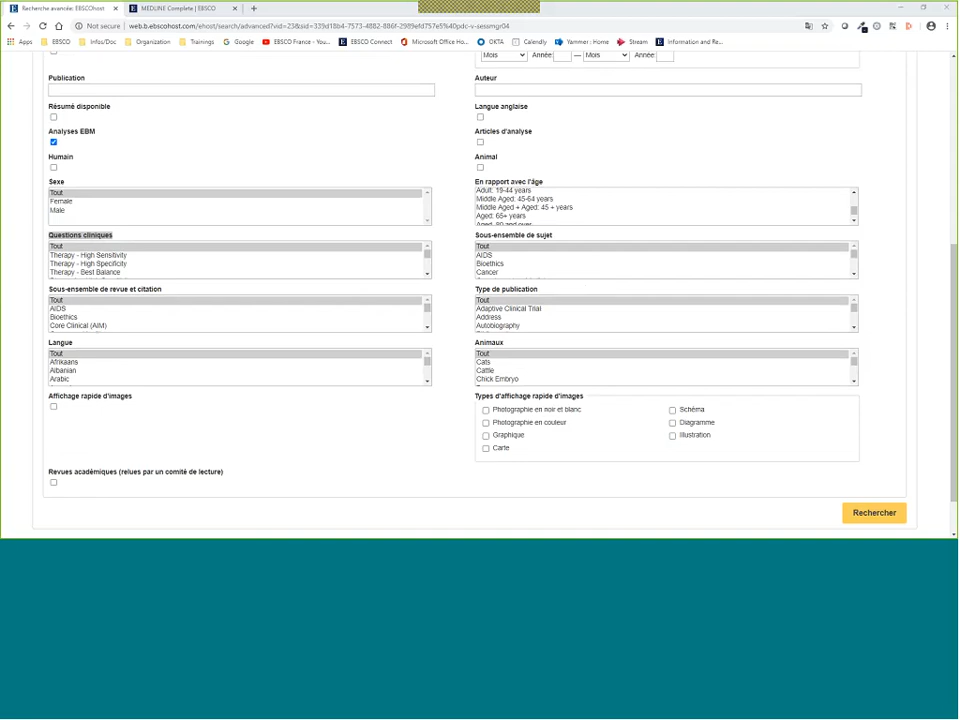 Recherche avancée: EBSCOhost
MEDLINE Complete | EBSCO
Not secure | web.b.ebscohost.com/ehost/search/advanced?vid=23&sid=339d18b4-7573-4882-886f-2989efd757e5%40pdc-v-sessmgr04
Apps EBSCO Infos/Doc Organization Trainings Google EBSCO France - You... EBSCO Connect Microsoft Office Ho... OKTA Calendly Yammer : Home Stream Information and Re...
Mois Année — Mois Année
Publication
Auteur
Résumé disponible
Langue anglaise
Analyses EBM
Articles d'analyse
Humain
Animal
Sexe
Tout
Female
Male
En rapport avec l'âge
Adult: 19-44 years
Middle Aged: 45-64 years
Middle Aged + Aged: 45 + years
Aged: 65+ years
Aged, 80 and over
Questions cliniques
Tout
Therapy - High Sensitivity
Therapy - High Specificity
Therapy - Best Balance
Sous-ensemble de sujet
Tout
AIDS
Bioethics
Cancer
Sous-ensemble de revue et citation
Tout
AIDS
Bioethics
Core Clinical (AIM)
Type de publication
Tout
Adaptive Clinical Trial
Address
Autobiography
Langue
Tout
Afrikaans
Albanian
Arabic
Animaux
Tout
Cats
Cattle
Chick Embryo
Affichage rapide d'images
Types d'affichage rapide d'images
Photographie en noir et blanc
Schéma
Photographie en couleur
Diagramme
Graphique
Illustration
Carte
Revues académiques (relues par un comité de lecture)
Rechercher